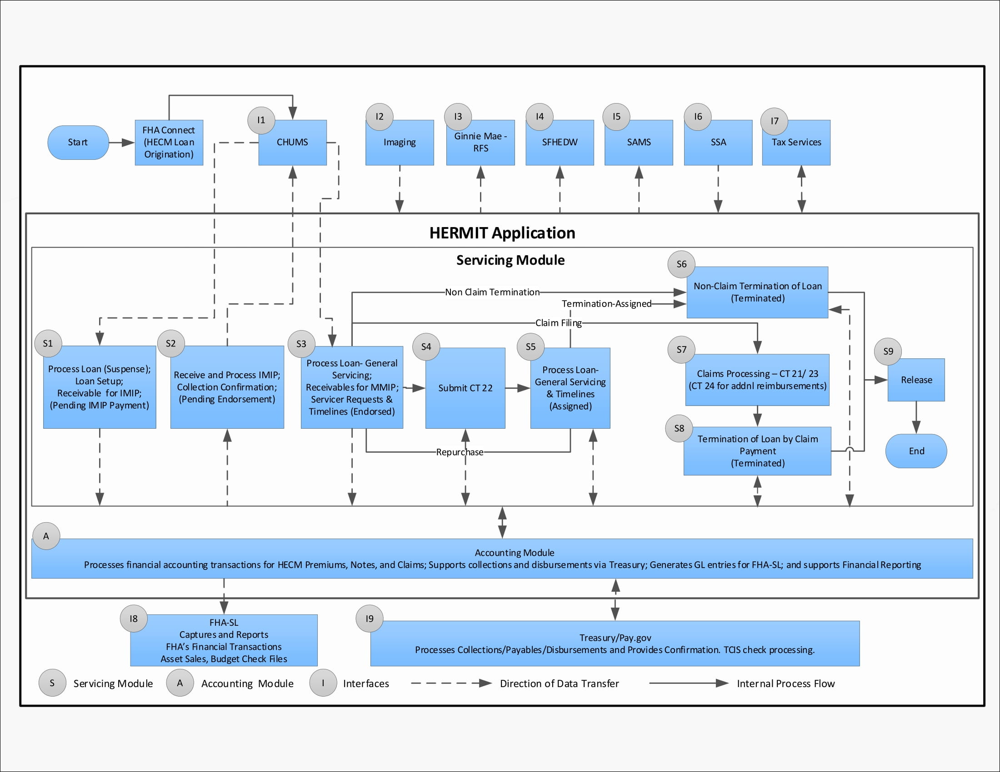 I1
I2
I3
I4
I5
I6
I7
Start
FHA Connect
(HECM Loan
Origination)
CHUMS
Imaging
Ginnie Mae -
RFS
SFHEDW
SAMS
SSA
Tax Services
HERMIT Application
Servicing Module
S6
Non Claim Termination
Non-Claim Termination of Loan
(Terminated)
Termination-Assigned
Claim Filing
S1
Process Loan (Suspense);
Loan Setup;
Receivable for IMIP;
(Pending IMIP Payment)
S2
Receive and Process IMIP;
Collection Confirmation;
(Pending Endorsement)
S3
Process Loan- General
Servicing;
Receivables for MMIP;
Servicer Requests &
Timelines (Endorsed)
S4
Submit CT 22
S5
Process Loan-
General Servicing
& Timelines
(Assigned)
S7
Claims Processing – CT 21/ 23
(CT 24 for addnl reimbursements)
S9
Release
S8
Termination of Loan by Claim
Payment
(Terminated)
End
Repurchase
A
Accounting Module
Processes financial accounting transactions for HECM Premiums, Notes, and Claims; Supports collections and disbursements via Treasury; Generates GL entries for FHA-SL; and supports Financial Reporting
I8
FHA-SL
Captures and Reports
FHA’s Financial Transactions
Asset Sales, Budget Check Files
I9
Treasury/Pay.gov
Processes Collections/Payables/Disbursements and Provides Confirmation. TCIS check processing.
S Servicing Module A Accounting Module I Interfaces Direction of Data Transfer Internal Process Flow